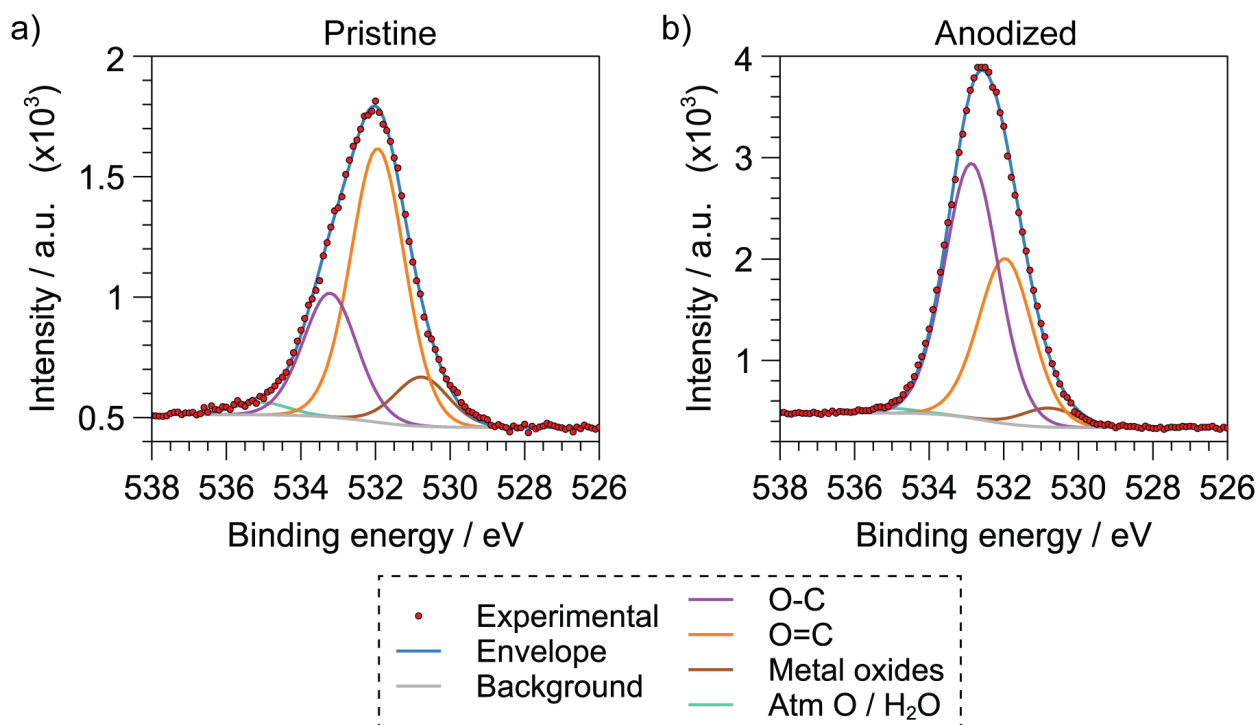 a)
Pristine
2
1.5
1
0.5
Intensity / a.u. (x10³)
538 536 534 532 530 528 526
Binding energy / eV
b)
Anodized
4
3
2
1
Intensity / a.u. (x10³)
538 536 534 532 530 528 526
Binding energy / eV
Experimental
Envelope
Background
O-C
O=C
Metal oxides
Atm O / H₂O